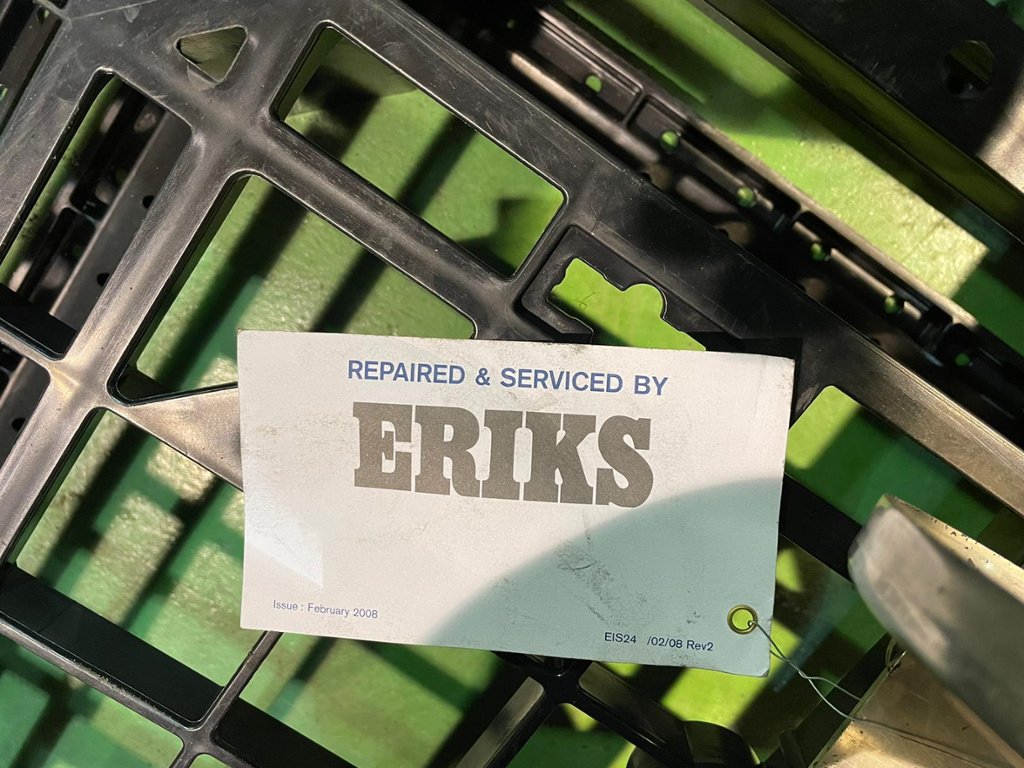 REPAIRED & SERVICED BY
ERIKS
Issue : February 2008
EIS24 /02/08 Rev2